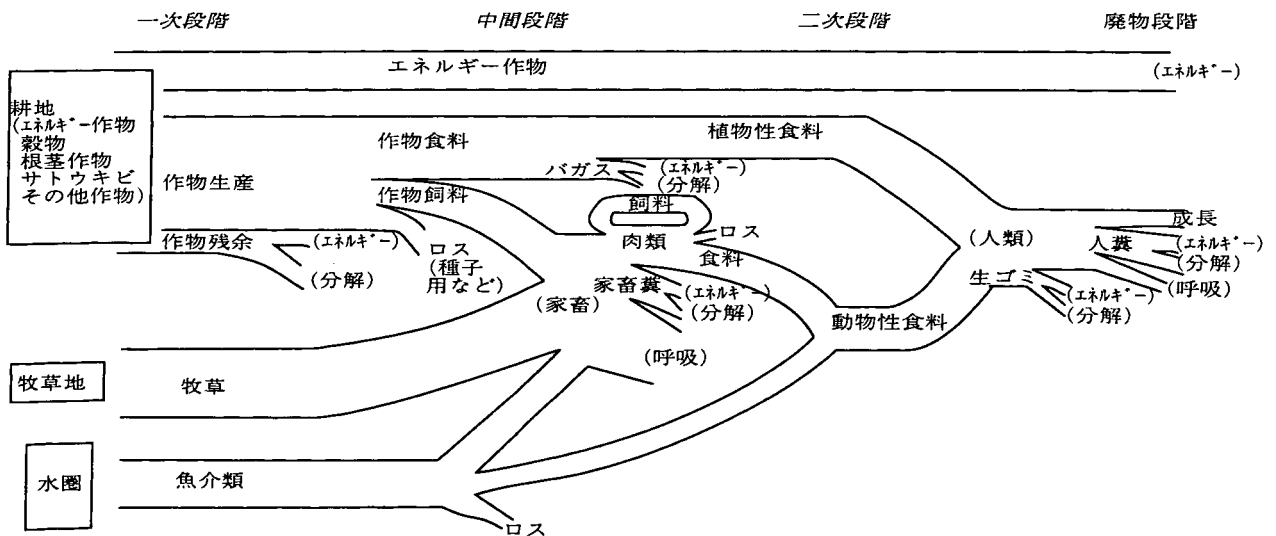 一次段階
中間段階
二次段階
廃物段階
エネルギー作物
(エネルギー)
耕地
(エネルギー作物
穀物
根茎作物
サトウキビ
その他作物)
作物食料
植物性食料
バガス
(エネルギー)
(分解)
作物生産
作物飼料
飼料
肉類
ロス
食料
作物残余
(エネルギー)
(分解)
ロス
(種子
用など)
(人類)
成長
人糞
(エネルギー)
(分解)
(呼吸)
生ゴミ
(エネルギー)
(分解)
(家畜)
家畜糞
(エネルギー)
(分解)
(呼吸)
動物性食料
牧草地
牧草
水圏
魚介類
ロス